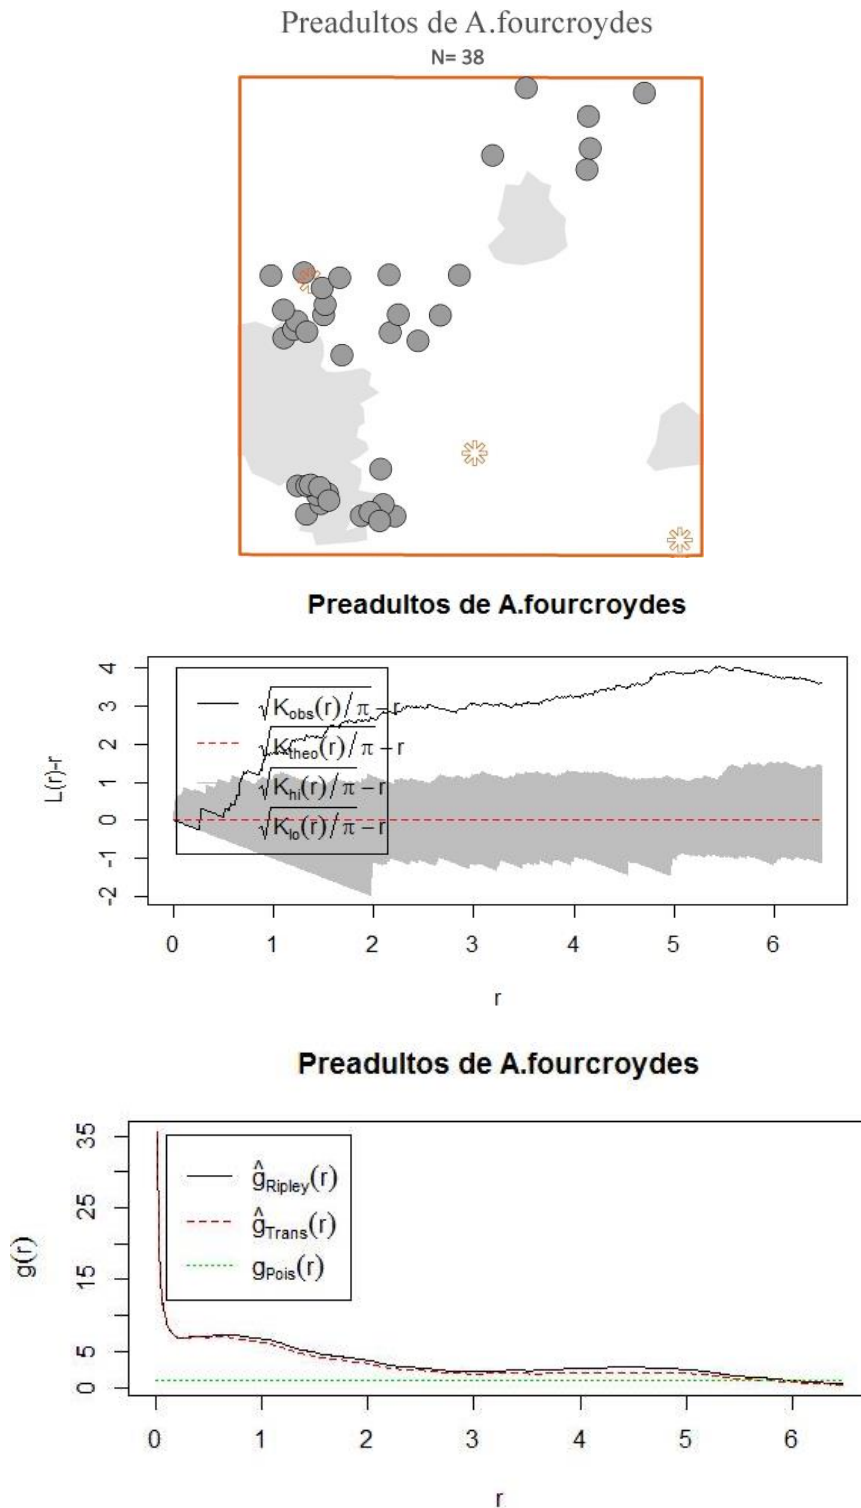 Preadultos de A.fourcroydes
N= 38
Preadultos de A.fourcroydes
L(r)-r
4
3
2
1
0
-1
-2
√K_obs(r)/π − r
√K_theo(r)/π − r
√K_hi(r)/π − r
√K_lo(r)/π − r
0 1 2 3 4 5 6
r
Preadultos de A.fourcroydes
g(r)
35
25
15
5
0
ĝ_Ripley(r)
ĝ_Trans(r)
g_Pois(r)
0 1 2 3 4 5 6
r